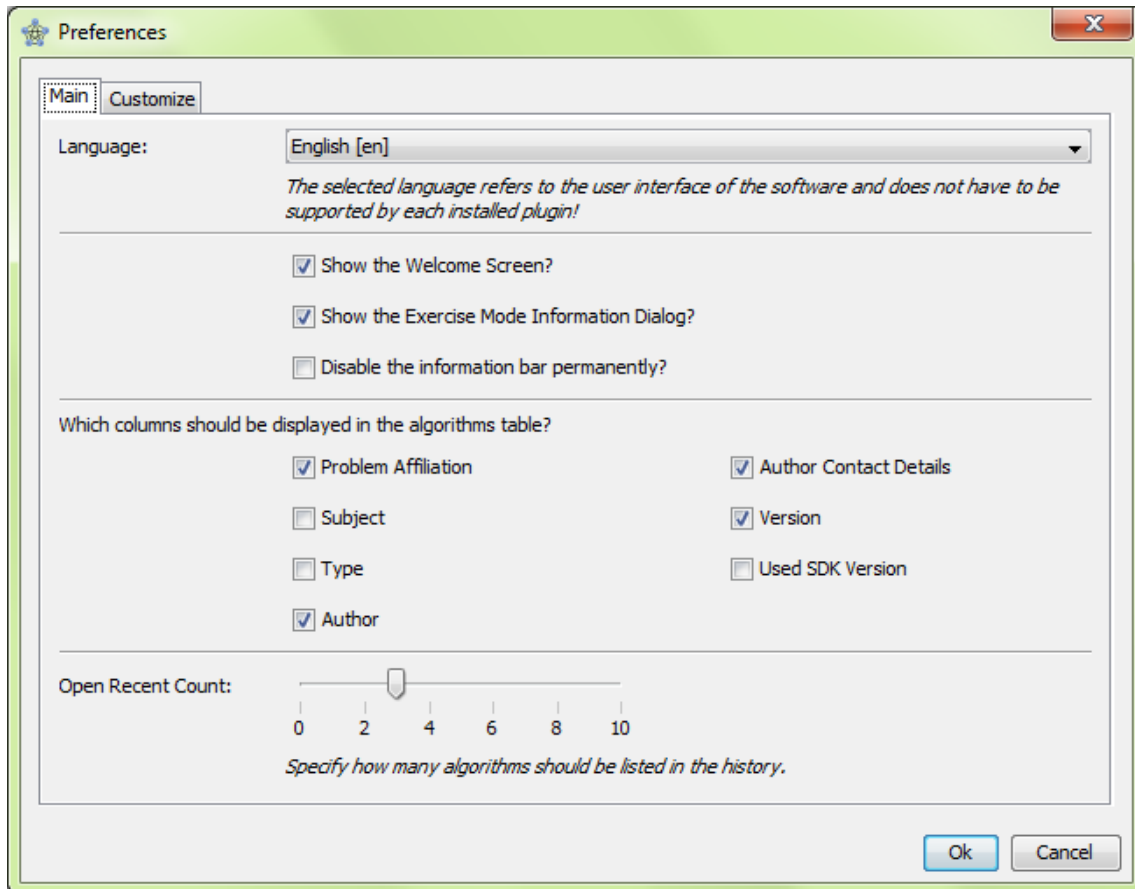 Preferences
Main Customize
Language: English [en]
The selected language refers to the user interface of the software and does not have to be
supported by each installed plugin!
Show the Welcome Screen?
Show the Exercise Mode Information Dialog?
Disable the information bar permanently?
Which columns should be displayed in the algorithms table?
Problem Affiliation Author Contact Details
Subject Version
Type Used SDK Version
Author
Open Recent Count:
0 2 4 6 8 10
Specify how many algorithms should be listed in the history.
Ok Cancel